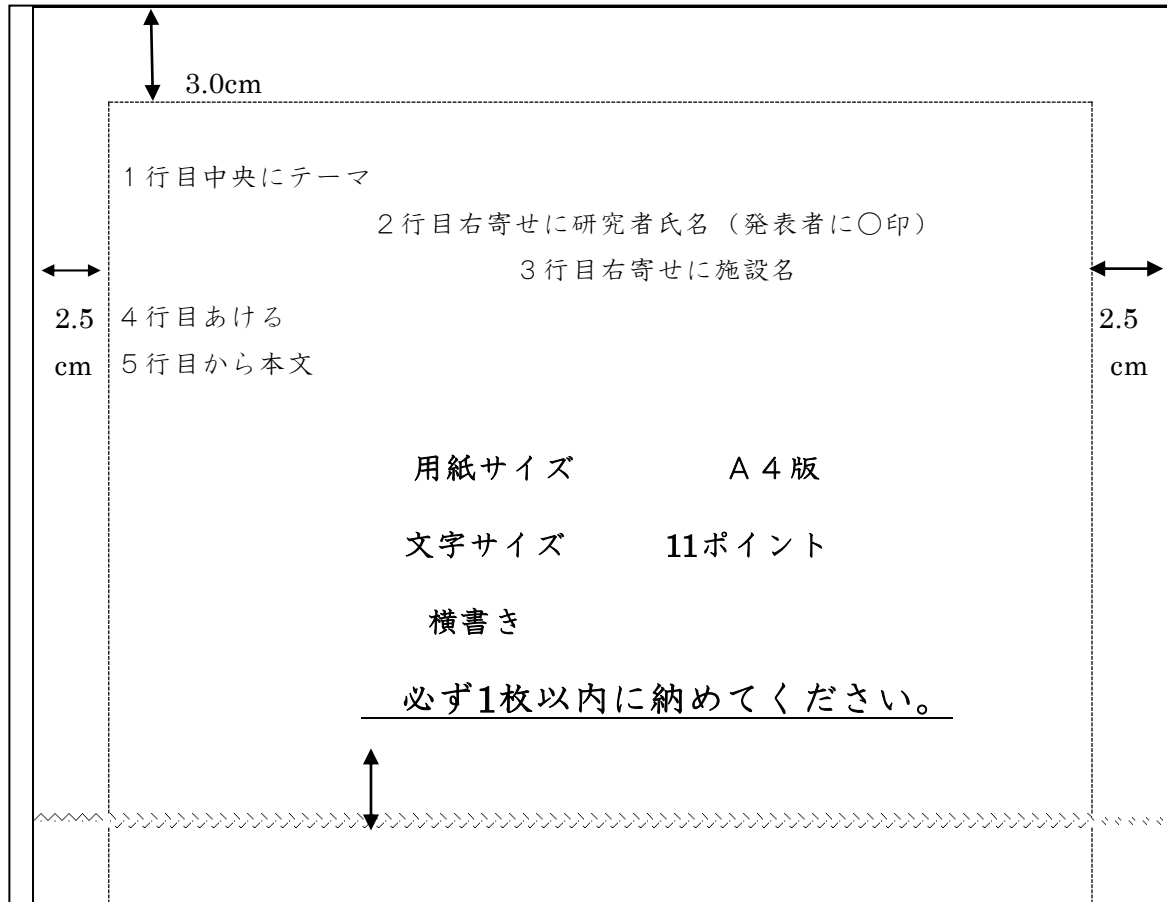 3.0cm
1行目中央にテーマ
2行目右寄せに研究者氏名（発表者に○印）
3行目右寄せに施設名
2.5
cm
4行目あける
5行目から本文
2.5
cm
用紙サイズ　A４版
文字サイズ　11ポイント
横書き
必ず1枚以内に納めてください。